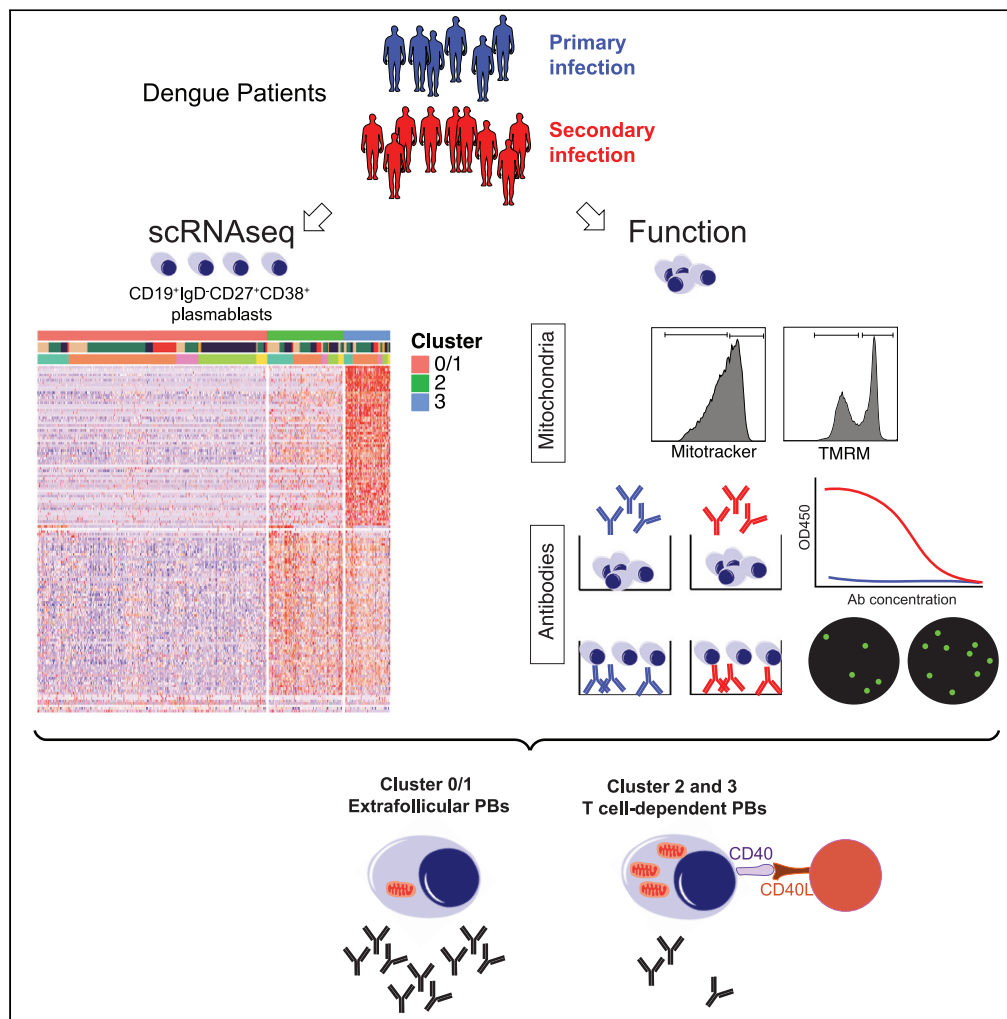 Primary
infection
Dengue Patients
Secondary
infection
scRNAseq
Function
CD19⁺IgD⁻CD27⁺CD38⁺
plasmablasts
Cluster
0/1
2
3
Mitochondria
Mitotracker
TMRM
Antibodies
OD450
Ab concentration
Cluster 0/1
Extrafollicular PBs
Cluster 2 and 3
T cell-dependent PBs
CD40
CD40L